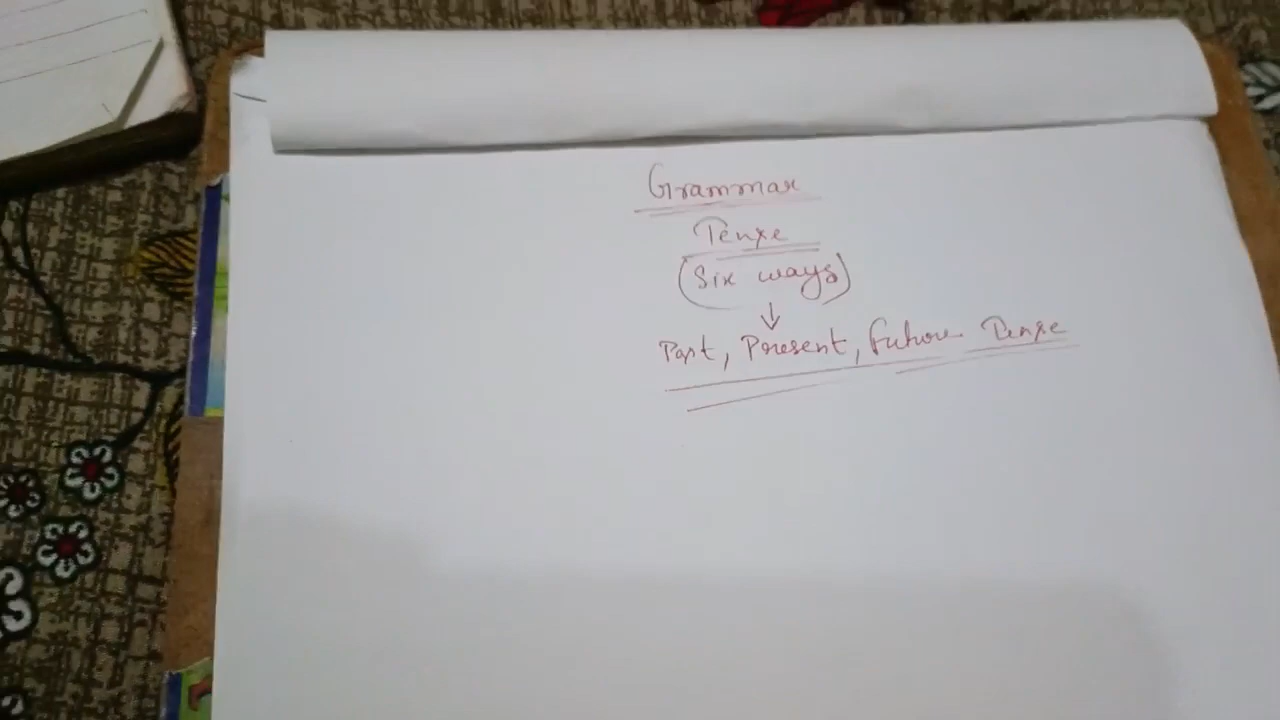 Grammar
Tense
(Six ways)
↓
Past, Present, Future Tense